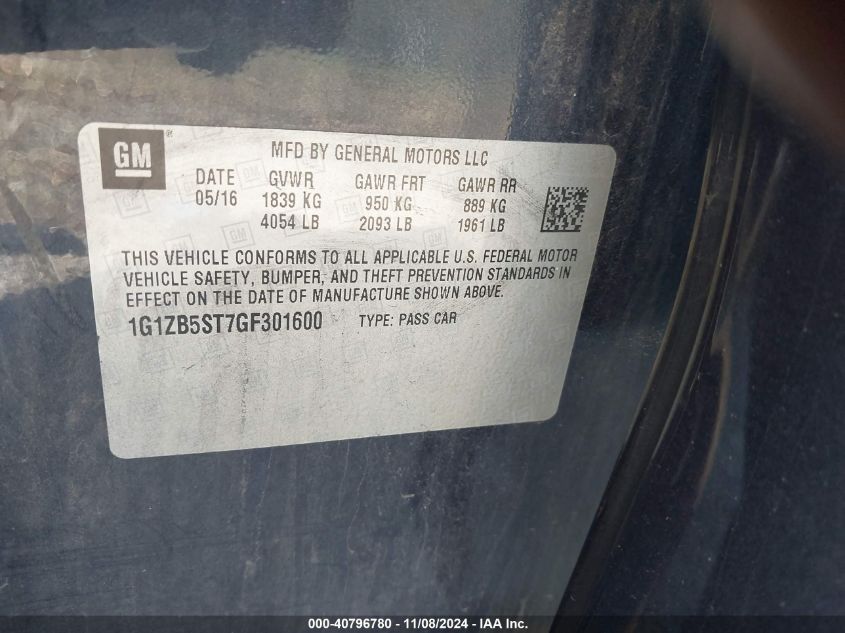 GM ®
MFD BY GENERAL MOTORS LLC
DATE GVWR GAWR FRT GAWR RR
05/16 1839 KG 950 KG 889 KG
4054 LB 2093 LB 1961 LB
THIS VEHICLE CONFORMS TO ALL APPLICABLE U.S. FEDERAL MOTOR
VEHICLE SAFETY, BUMPER, AND THEFT PREVENTION STANDARDS IN
EFFECT ON THE DATE OF MANUFACTURE SHOWN ABOVE.
1G1ZB5ST7GF301600 TYPE: PASS CAR
000-40796780 - 11/08/2024 - IAA Inc.